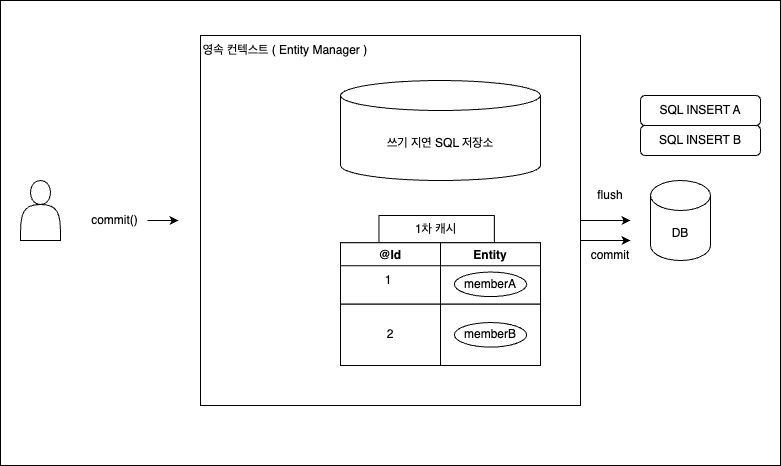 영속 컨텍스트 ( Entity Manager )
쓰기 지연 SQL 저장소
SQL INSERT A
SQL INSERT B
commit()
flush
commit
DB
1차 캐시
@Id Entity
1 memberA
2 memberB